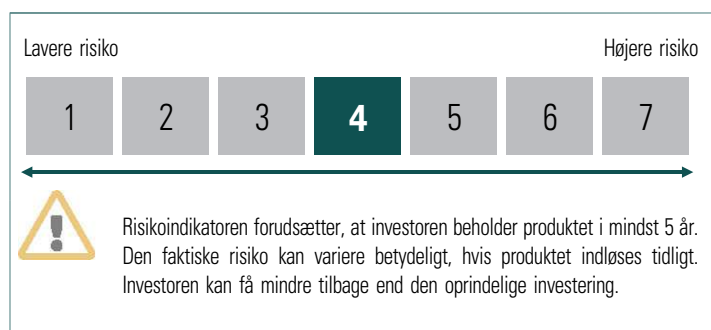 Lavere risiko Højere risiko
1 2 3 4 5 6 7
Risikoindikatoren forudsætter, at investoren beholder produktet i mindst 5 år.
Den faktiske risiko kan variere betydeligt, hvis produktet indløses tidligt.
Investoren kan få mindre tilbage end den oprindelige investering.